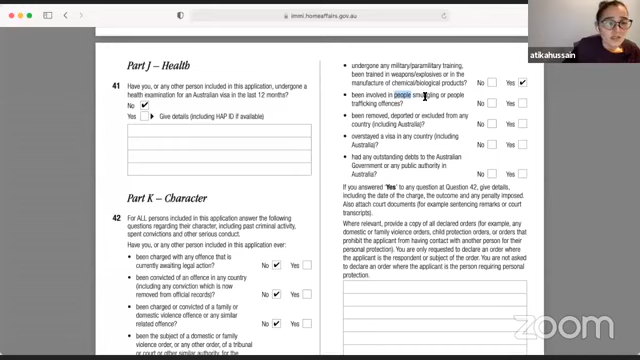 immi.homeaffairs.gov.au
atikahussain
Part J – Health
41 Have you, or any other person included in this application, undergone a
health examination for an Australian visa in the last 12 months?
No ✔
Yes Give details (including HAP ID if available)
Part K – Character
42 For ALL persons included in this application answer the following
questions regarding their character, including past criminal activity,
spent convictions and other serious conduct.
Have you, or any other person included in this application ever:
• been charged with any offence that is
currently awaiting legal action? No ✔ Yes
• been convicted of an offence in any country
(including any conviction which is
now removed from official records)? No ✔ Yes
• been charged or convicted of a family or
domestic violence offence or any similar
related offence? No ✔ Yes
• been the subject of a domestic or family
violence order, or any other order, of a
tribunal or court or other similar authority,
for the
• undergone any military/paramilitary training,
been trained in weapons/explosives or in the
manufacture of chemical/biological products? No Yes ✔
• been involved in people smuggling or people
trafficking offences? No Yes
• been removed, deported or excluded from any
country (including Australia)? No Yes
• overstayed a visa in any country (including
Australia)? No Yes
• had any outstanding debts to the Australian
Government or any public authority in
Australia? No Yes
If you answered 'Yes' to any question at Question 42, give details,
including the date of the charge, the outcome and any penalty imposed.
Also attach court documents (for example sentencing remarks or court
transcripts).
Where relevant, provide a copy of all declared orders (for example, any
domestic or family violence orders, child protection orders, or orders that
prohibit the applicant from having contact with another person for their
personal protection). You are only requested to declare an order where
the applicant is the respondent or subject of the order. You are not asked
to declare an order where the applicant is the person requiring personal
protection.
zoom